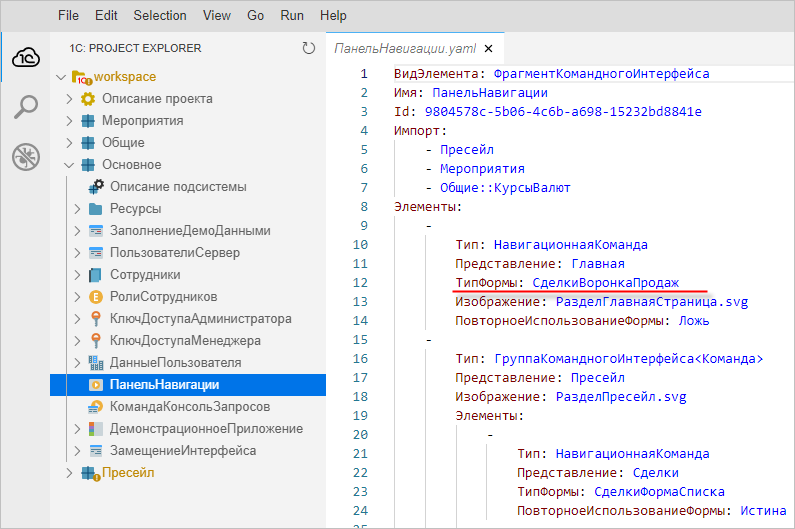 File Edit Selection View Go Run Help
1C: PROJECT EXPLORER
workspace
Описание проекта
Мероприятия
Общие
Основное
Описание подсистемы
Ресурсы
ЗаполнениеДемоДанными
ПользователиСервер
Сотрудники
РолиСотрудников
КлючДоступаАдминистратора
КлючДоступаМенеджера
ДанныеПользователя
ПанельНавигации
КомандаКонсольЗапросов
ДемонстрационноеПриложение
ЗамещениеИнтерфейса
Пресейл
ПанельНавигации.yaml ×
1 ВидЭлемента: ФрагментКомандногоИнтерфейса
2 Имя: ПанельНавигации
3 Id: 9804578c-5b06-4c6b-a698-15232bd8841e
4 Импорт:
5 - Пресейл
6 - Мероприятия
7 - Общие::КурсыВалют
8 Элементы:
9 -
10 Тип: НавигационнаяКоманда
11 Представление: Главная
12 ТипФормы: СделкиВоронкаПродаж
13 Изображение: РазделГлавнаяСтраница.svg
14 ПовторноеИспользованиеФормы: Ложь
15 -
16 Тип: ГруппаКомандногоИнтерфейса<Команда>
17 Представление: Пресейл
18 Изображение: РазделПресейл.svg
19 Элементы:
20 -
21 Тип: НавигационнаяКоманда
22 Представление: Сделки
23 ТипФормы: СделкиФормаСписка
24 ПовторноеИспользованиеФормы: Истина